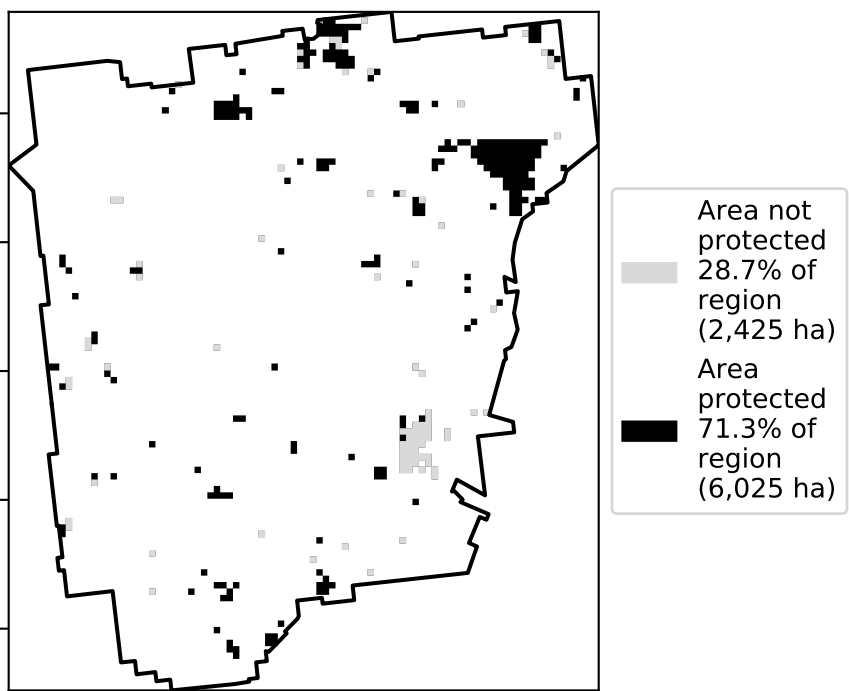 Area not
protected
28.7% of
region
(2,425 ha)
Area
protected
71.3% of
region
(6,025 ha)